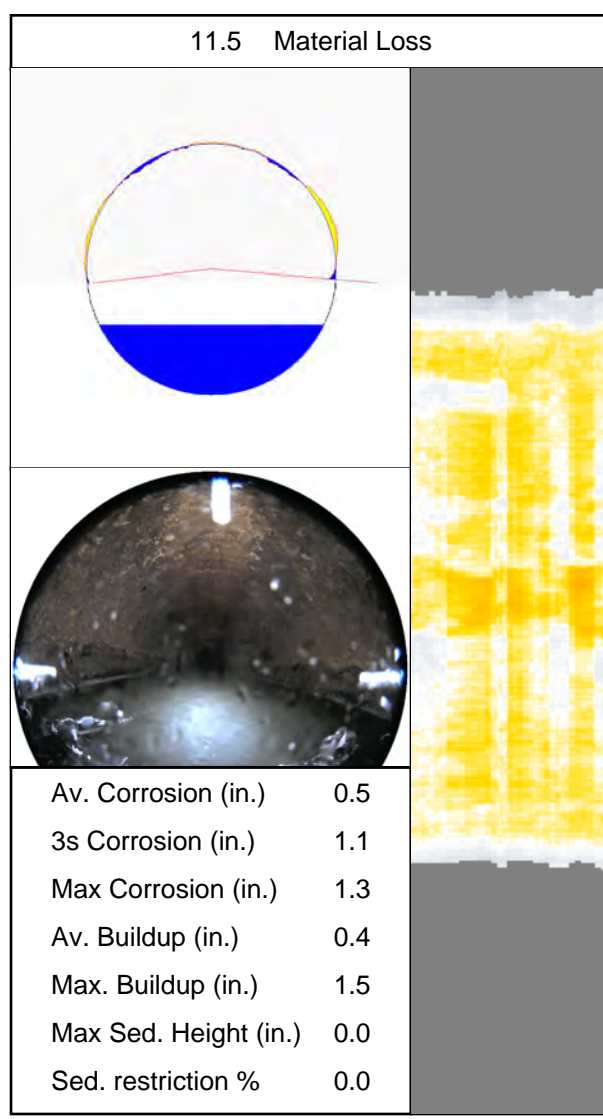 11.5 Material Loss
Av. Corrosion (in.) 0.5
3s Corrosion (in.) 1.1
Max Corrosion (in.) 1.3
Av. Buildup (in.) 0.4
Max. Buildup (in.) 1.5
Max Sed. Height (in.) 0.0
Sed. restriction % 0.0